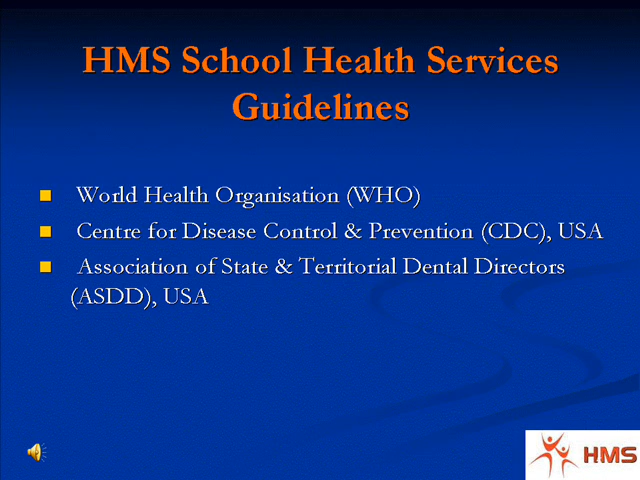 HMS School Health Services
Guidelines
World Health Organisation (WHO)
Centre for Disease Control & Prevention (CDC), USA
Association of State & Territorial Dental Directors
(ASDD), USA
HMS